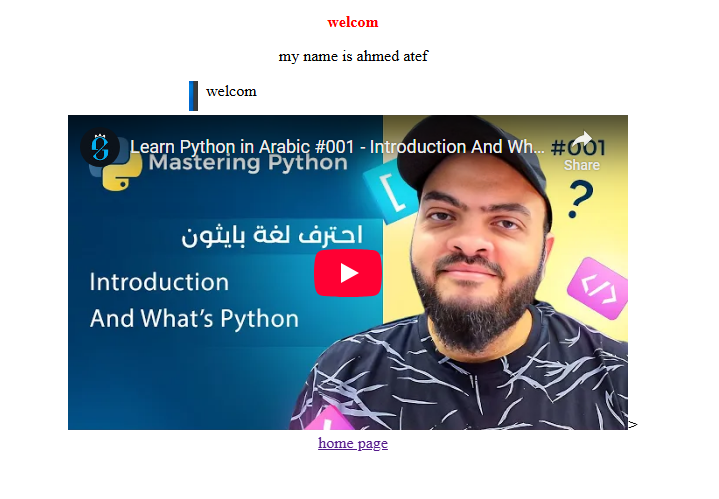 welcom
my name is ahmed atef
welcom
Learn Python in Arabic #001 - Introduction And Wh...
#001
Share
Mastering Python
?
[
احترف لغة بايثون
Introduction
</>
And What's Python
>
home page